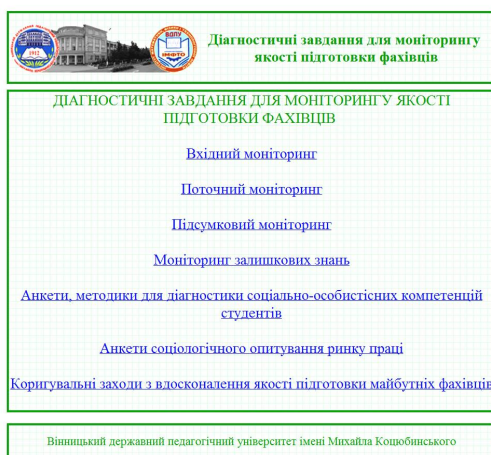 Діагностичні завдання для моніторингу
якості підготовки фахівців
ДІАГНОСТИЧНІ ЗАВДАННЯ ДЛЯ МОНІТОРИНГУ ЯКОСТІ
ПІДГОТОВКИ ФАХІВЦІВ
Вхідний моніторинг
Поточний моніторинг
Підсумковий моніторинг
Моніторинг залишкових знань
Анкети, методики для діагностики соціально-особистісних компетенцій
студентів
Анкети соціологічного опитування ринку праці
Коригувальні заходи з вдосконалення якості підготовки майбутніх фахівців
Вінницький державний педагогічний університет імені Михайла Коцюбинського